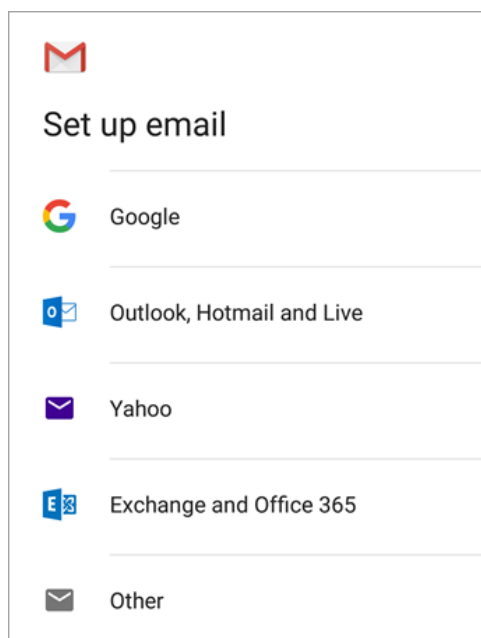 Set up email
Google
Outlook, Hotmail and Live
Yahoo
Exchange and Office 365
Other